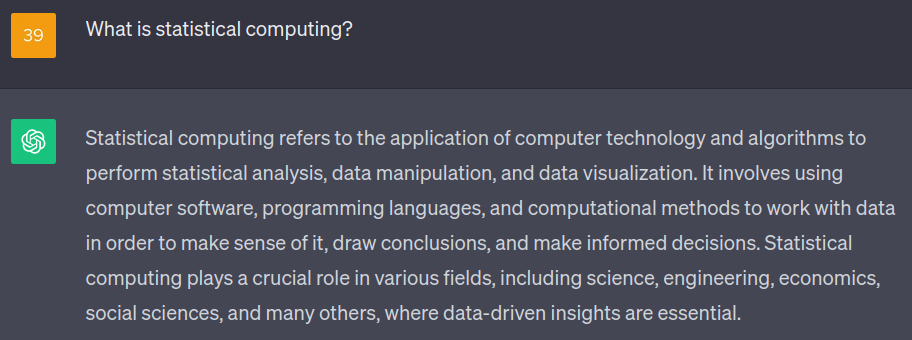 39
What is statistical computing?
Statistical computing refers to the application of computer technology and algorithms to
perform statistical analysis, data manipulation, and data visualization. It involves using
computer software, programming languages, and computational methods to work with data
in order to make sense of it, draw conclusions, and make informed decisions. Statistical
computing plays a crucial role in various fields, including science, engineering, economics,
social sciences, and many others, where data-driven insights are essential.